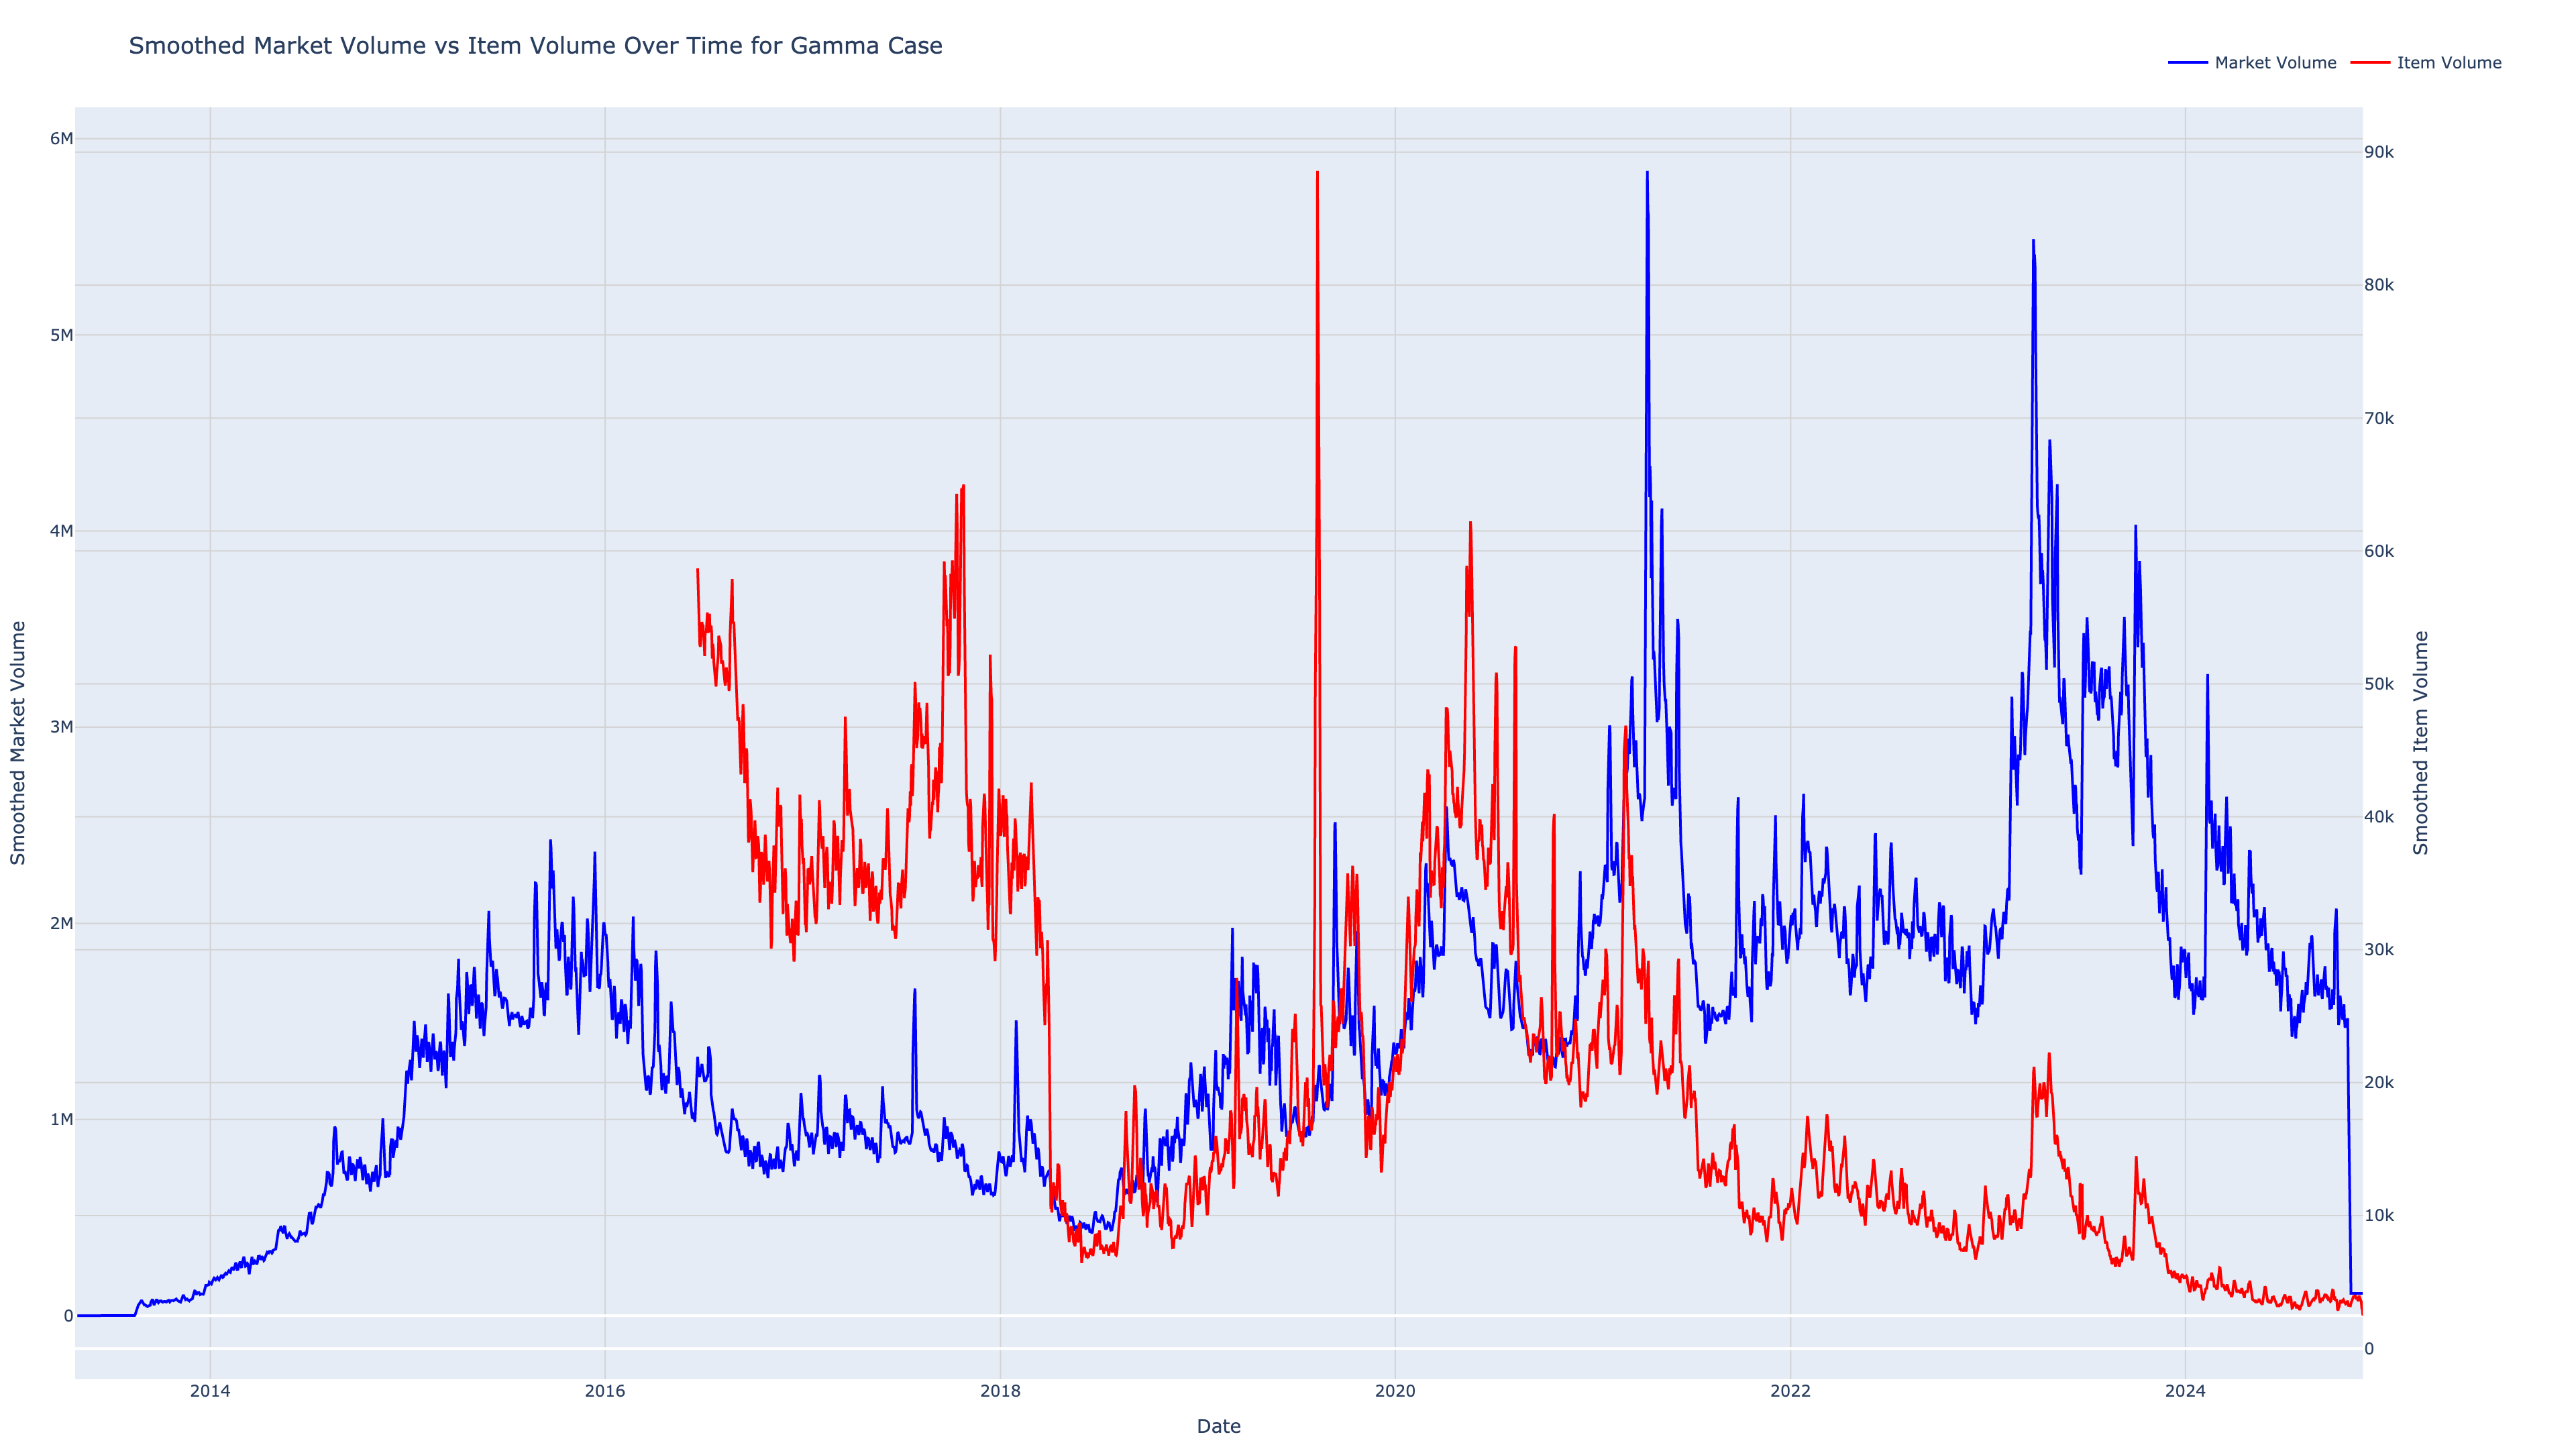 Smoothed Market Volume vs Item Volume Over Time for Gamma Case
Market Volume
Item Volume
6M
5M
4M
3M
2M
1M
0
Smoothed Market Volume
90k
80k
70k
60k
50k
40k
30k
20k
10k
0
Smoothed Item Volume
2014
2016
2018
2020
2022
2024
Date